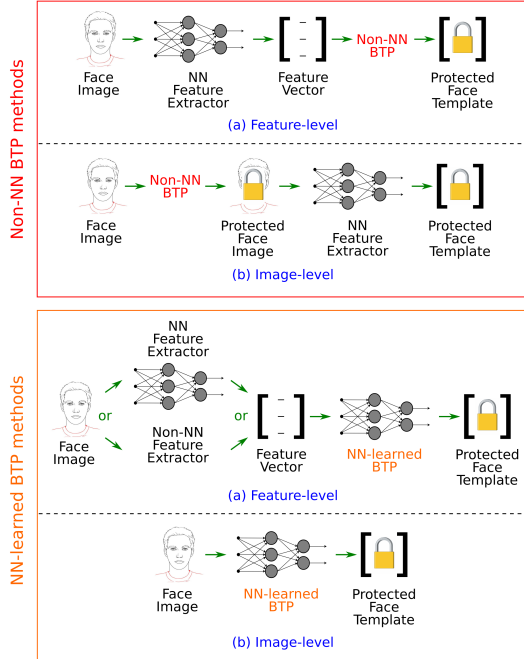 Non-NN BTP methods
Face
Image
NN
Feature
Extractor
Feature
Vector
Non-NN
BTP
Protected
Face
Template
(a) Feature-level
Face
Image
Non-NN
BTP
Protected
Face
Image
NN
Feature
Extractor
Protected
Face
Template
(b) Image-level
NN-learned BTP methods
Face
Image
or
NN
Feature
Extractor
Non-NN
Feature
Extractor
or
Feature
Vector
NN-learned
BTP
Protected
Face
Template
(a) Feature-level
Face
Image
NN-learned
BTP
Protected
Face
Template
(b) Image-level